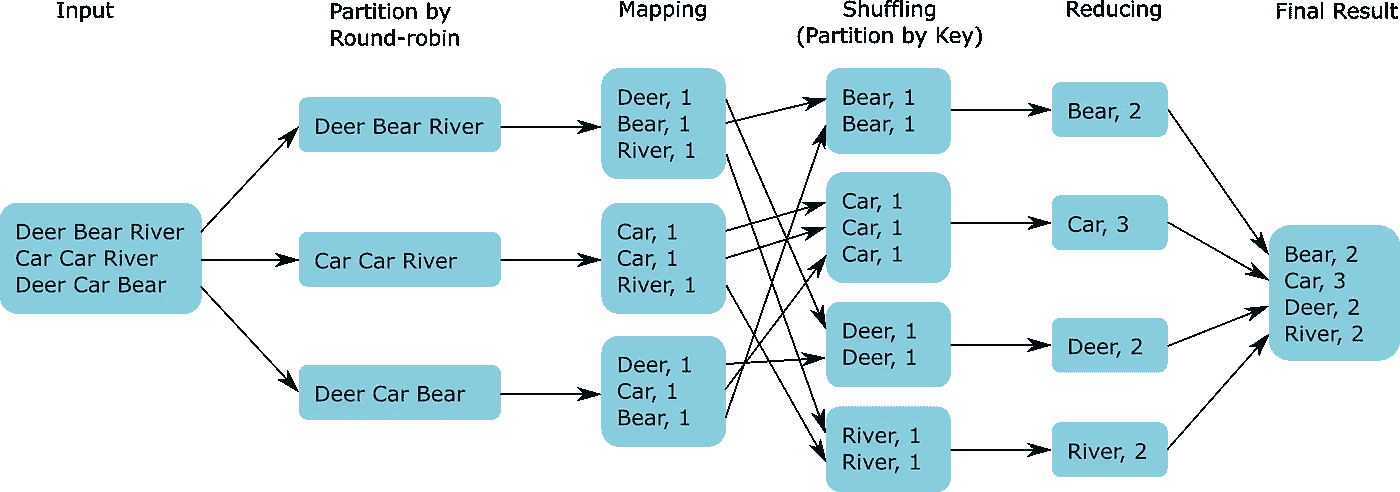 Input
Partition by
Round-robin
Mapping
Shuffling
(Partition by Key)
Reducing
Final Result
Deer Bear River
Car Car River
Deer Car Bear
Deer Bear River
Car Car River
Deer Car Bear
Deer, 1
Bear, 1
River, 1
Car, 1
Car, 1
River, 1
Deer, 1
Car, 1
Bear, 1
Bear, 1
Bear, 1
Car, 1
Car, 1
Car, 1
Deer, 1
Deer, 1
River, 1
River, 1
Bear, 2
Car, 3
Deer, 2
River, 2
Bear, 2
Car, 3
Deer, 2
River, 2